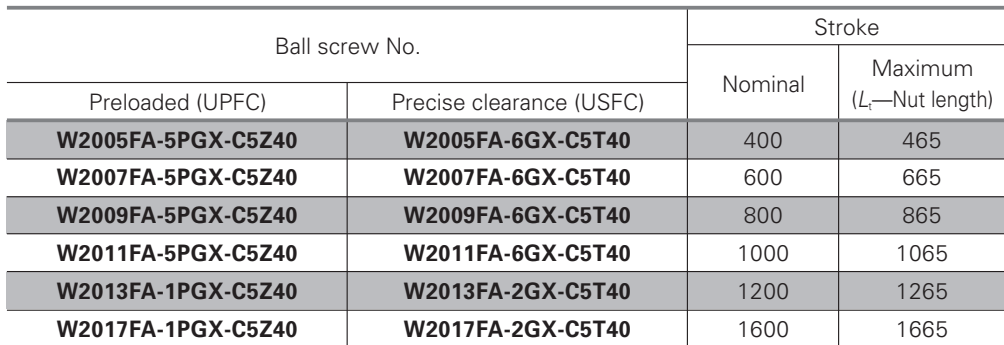 Ball screw No. Stroke
Preloaded (UPFC) Precise clearance (USFC) Nominal Maximum
(Lt—Nut length)
W2005FA-5PGX-C5Z40 W2005FA-6GX-C5T40 400 465
W2007FA-5PGX-C5Z40 W2007FA-6GX-C5T40 600 665
W2009FA-5PGX-C5Z40 W2009FA-6GX-C5T40 800 865
W2011FA-5PGX-C5Z40 W2011FA-6GX-C5T40 1000 1065
W2013FA-1PGX-C5Z40 W2013FA-2GX-C5T40 1200 1265
W2017FA-1PGX-C5Z40 W2017FA-2GX-C5T40 1600 1665